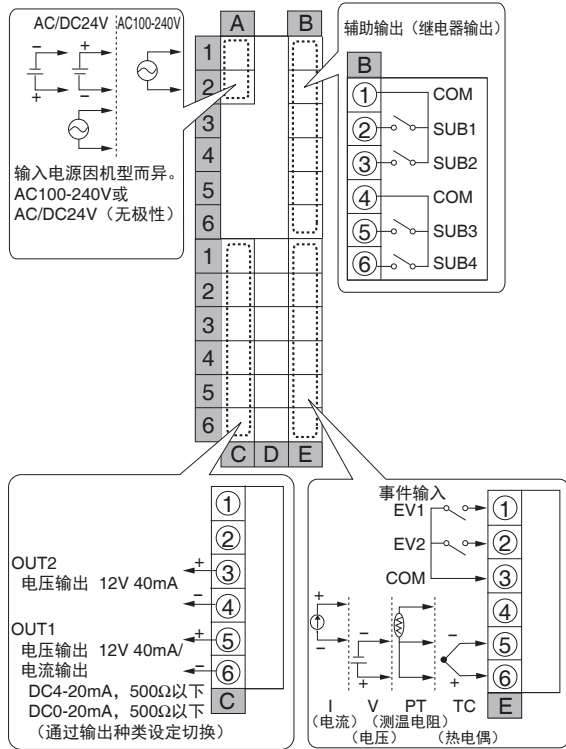 AC/DC24V AC100-240V
− + 
+ −
输入电源因机型而异。
AC100-240V或
AC/DC24V（无极性）
A B
1
2
3
4
5
6
1
2
3
4
5
6
C D E
辅助输出（继电器输出）
B
① COM
② SUB1
③ SUB2
④ COM
⑤ SUB3
⑥ SUB4
①
②
OUT2 + ③
电压输出 12V 40mA
− ④
OUT1 + ⑤
电压输出 12V 40mA/
电流输出 − ⑥
DC4-20mA，500Ω以下 C
DC0-20mA，500Ω以下
（通过输出种类设定切换）
事件输入
EV1 ①
EV2 ②
COM ③
④
+ − − ⑤
− + + ⑥
I V PT TC E
（电流）（测温电阻）
（电压） （热电偶）